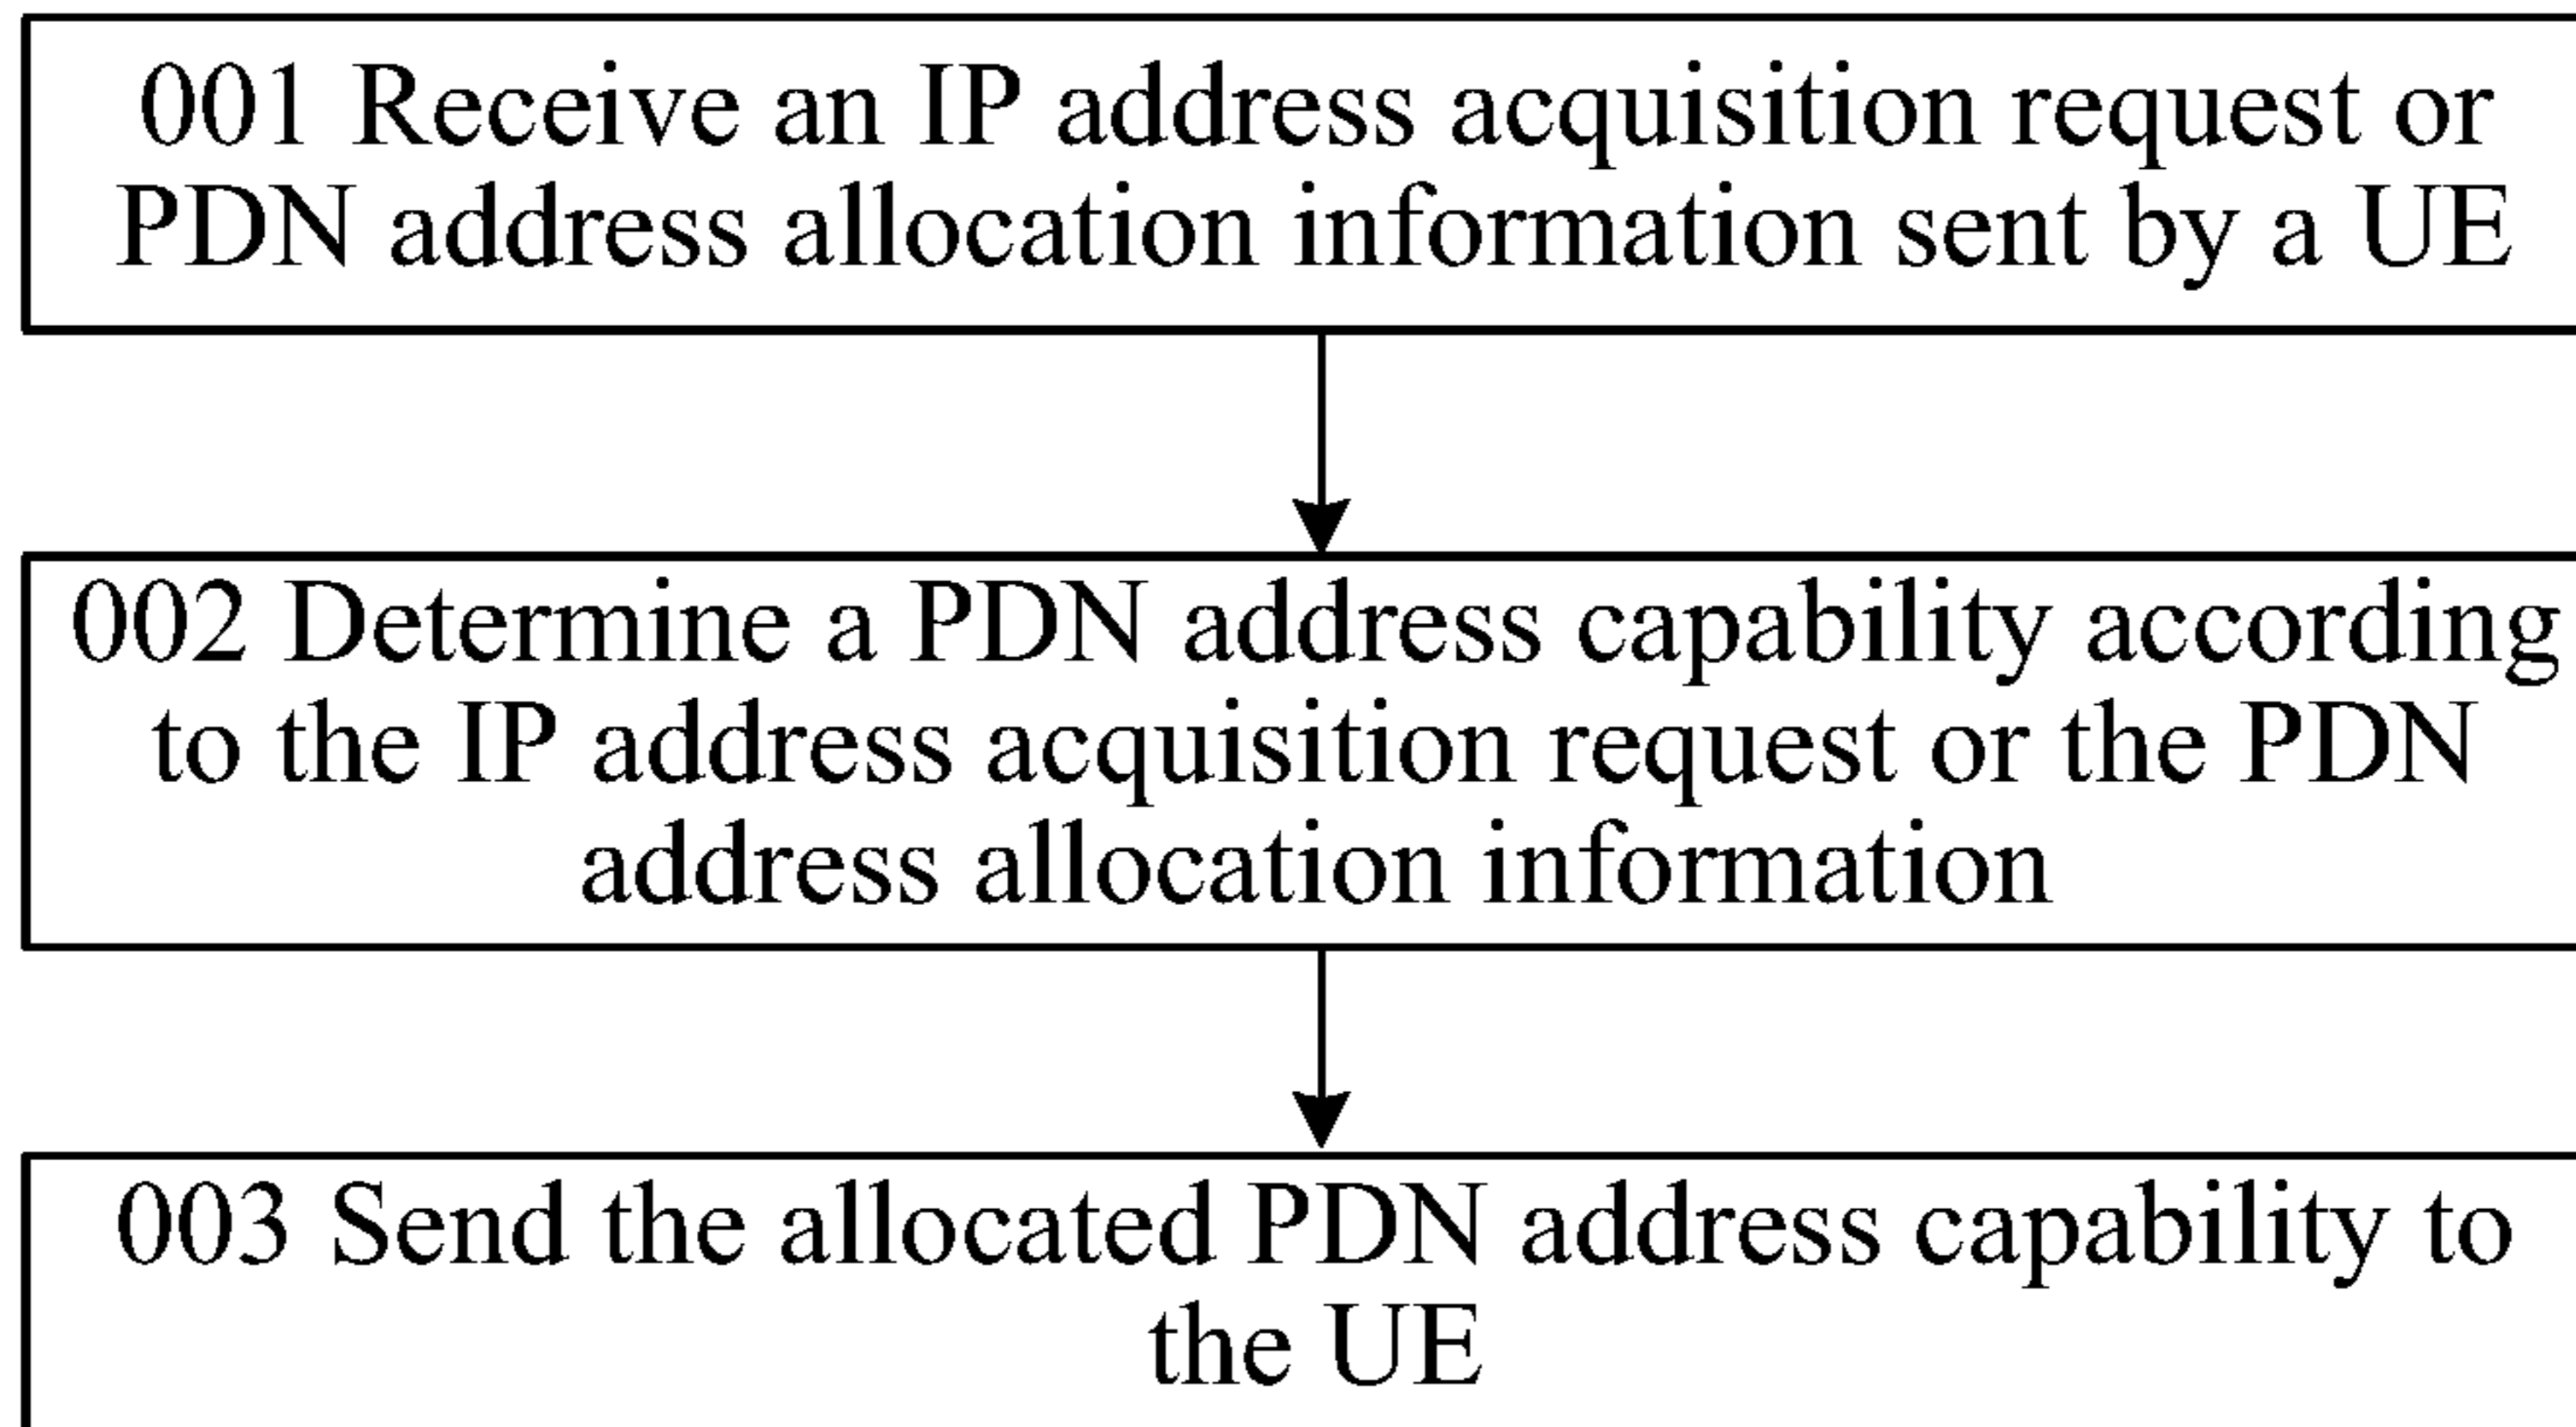 001 Receive an IP address acquisition request or
PDN address allocation information sent by a UE
002 Determine a PDN address capability according
to the IP address acquisition request or the PDN
address allocation information
003 Send the allocated PDN address capability to
the UE